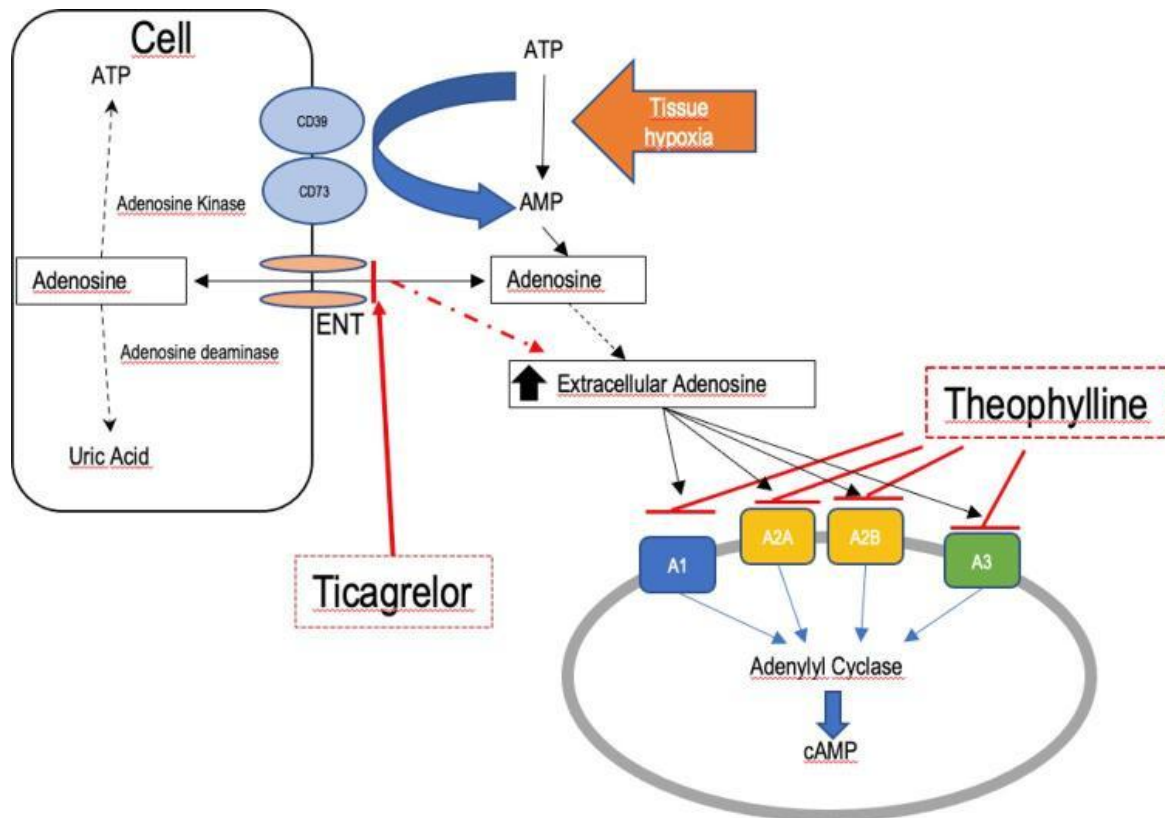 Cell
ATP
ATP
CD39
Tissue
hypoxia
CD73
Adenosine Kinase
AMP
Adenosine
Adenosine
ENT
Adenosine deaminase
Extracellular Adenosine
Theophylline
Uric Acid
A2A
A2B
A1
A3
Ticagrelor
Adenylyl Cyclase
cAMP